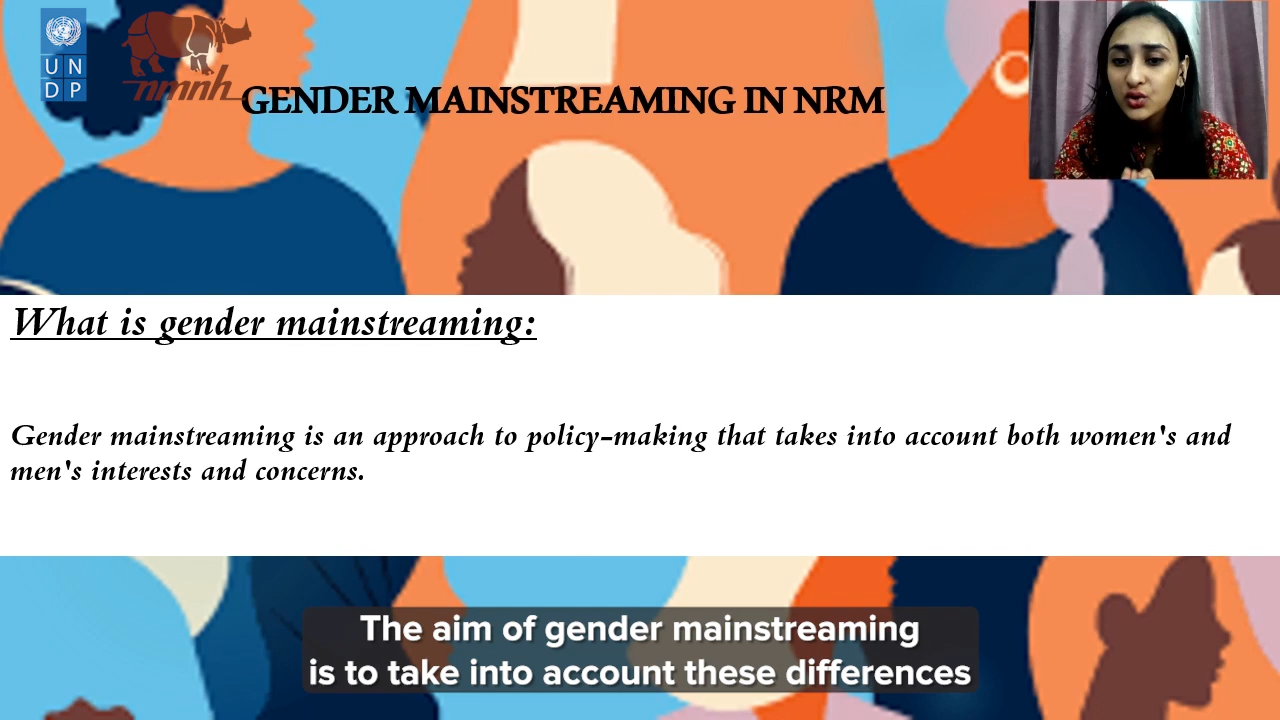 UN
DP
nmnh
GENDER MAINSTREAMING IN NRM
What is gender mainstreaming:
Gender mainstreaming is an approach to policy-making that takes into account both women's and
men's interests and concerns.
The aim of gender mainstreaming
is to take into account these differences